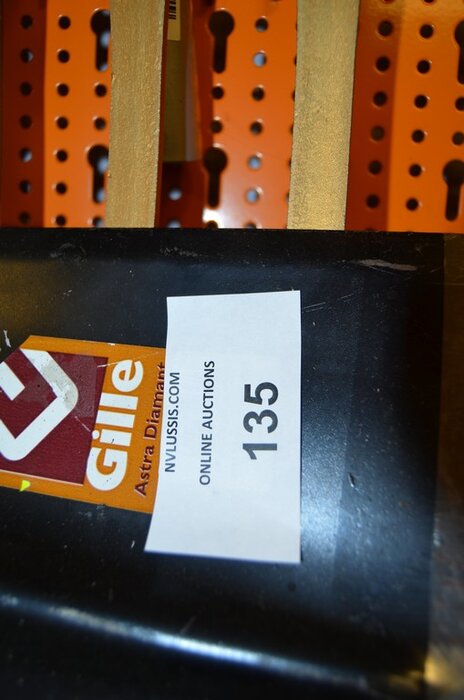 Gille
Astra Diamant
NVLUSSIS.COM
ONLINE AUCTIONS
135